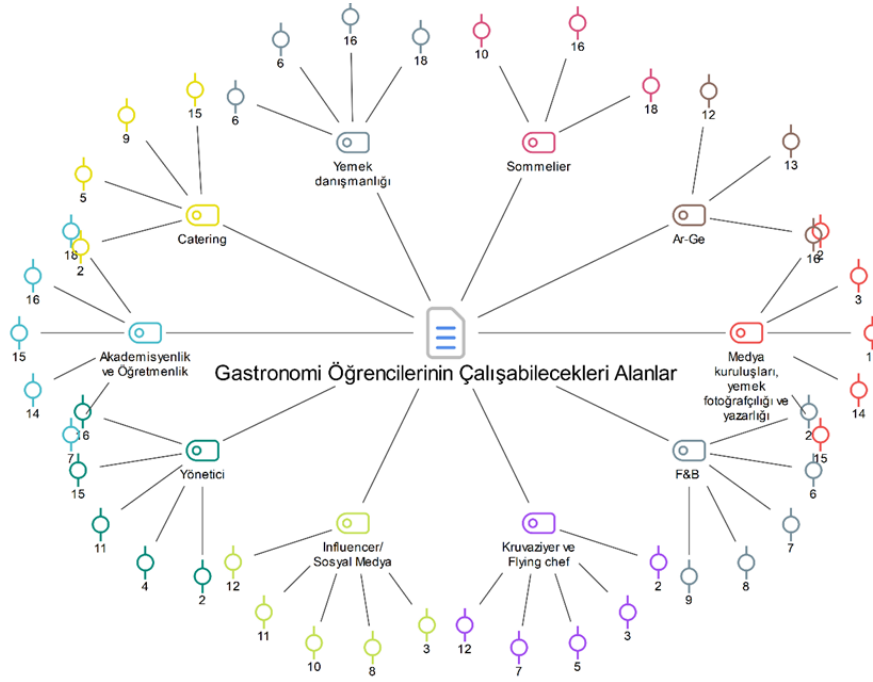 6
16
18
6
Yemek
danışmanlığı
10
16
18
Sommelier
12
13
16
Ar-Ge
15
9
5
2
Catering
18
16
15
14
7
Akademisyenlik
ve Öğretmenlik
Gastronomi Öğrencilerinin Çalışabilecekleri Alanlar
2
3
14
15
Medya
kuruluşları,
yemek
fotoğrafçılığı ve
yazarlığı
16
15
11
4
2
Yönetici
2
6
7
8
9
F&B
Influencer/
Sosyal Medya
12
11
10
8
3
Kruvaziyer ve
Flying chef
2
3
5
7
12